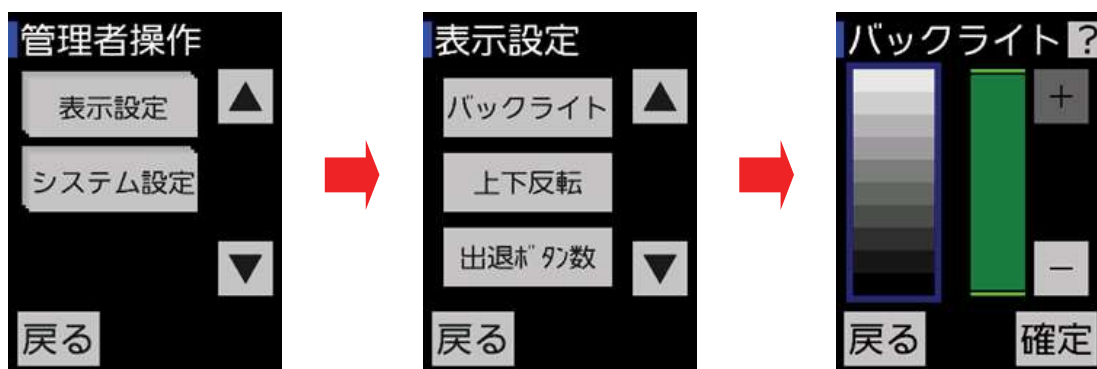 管理者操作
表示設定
▲
システム設定
▼
戻る
表示設定
バックライト
▲
上下反転
出退ﾎﾞﾀﾝ数
▼
戻る
バックライト ?
+
−
戻る
確定